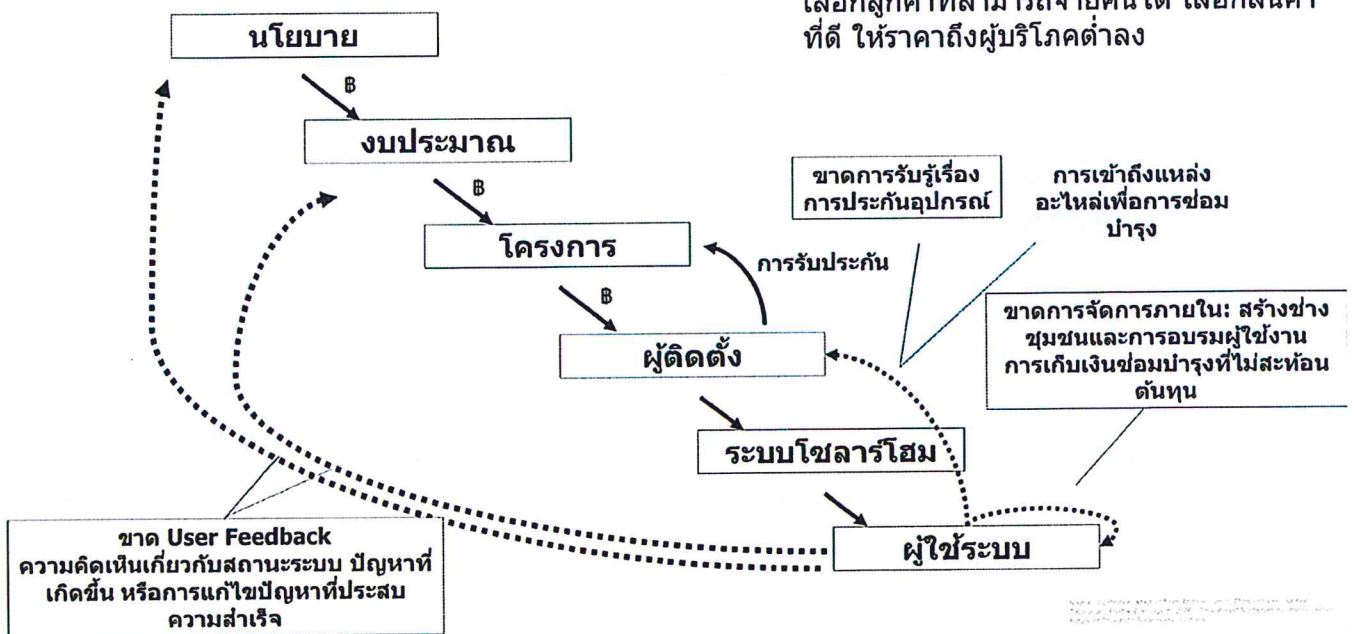 ที่ดี ให้ราคาถึงผู้บริโภคต่ำลง
นโยบาย
฿
งบประมาณ
฿
โครงการ
฿
การรับประกัน
ขาดการรับรู้เรื่อง
การประกันอุปกรณ์
การเข้าถึงแหล่ง
อะไหล่เพื่อการซ่อม
บำรุง
ผู้ติดตั้ง
ขาดการจัดการภายใน: สร้างช่าง
ชุมชนและการอบรมผู้ใช้งาน
การเก็บเงินซ่อมบำรุงที่ไม่สะท้อน
ต้นทุน
ระบบโซลาร์โฮม
ผู้ใช้ระบบ
ขาด User Feedback
ความคิดเห็นเกี่ยวกับสถานะระบบ ปัญหาที่
เกิดขึ้น หรือการแก้ไขปัญหาที่ประสบ
ความสำเร็จ